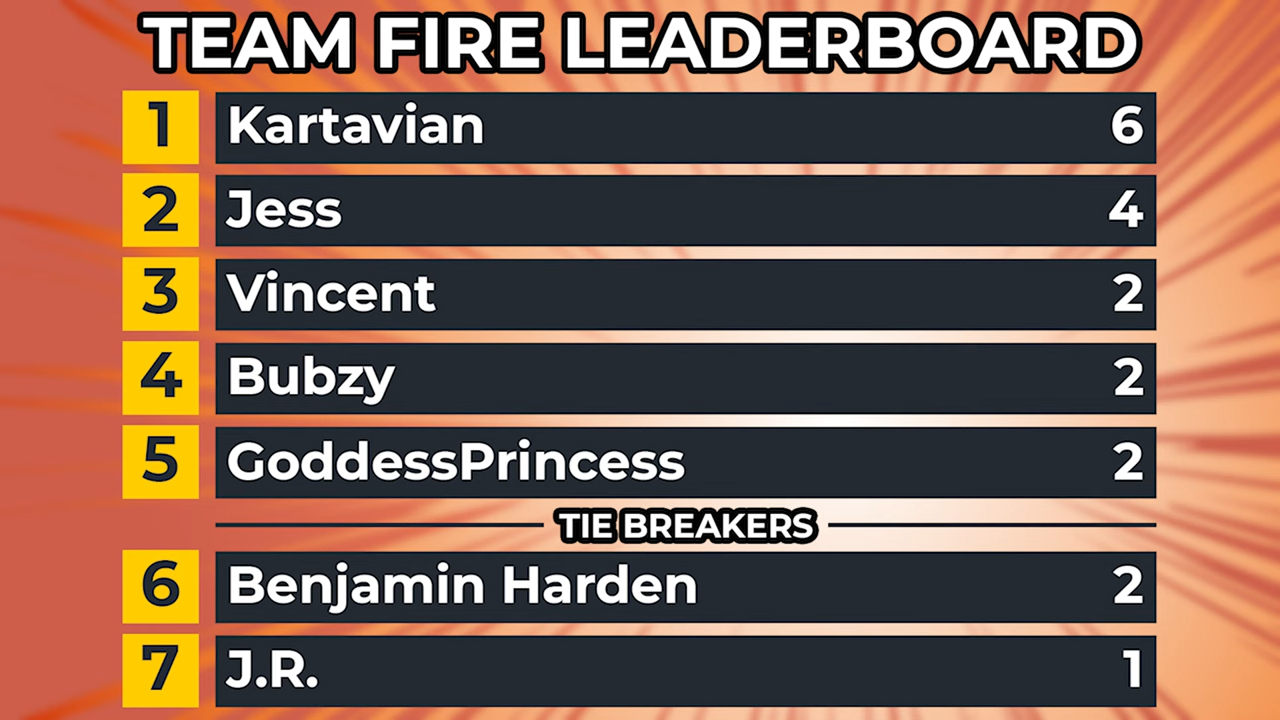 TEAM FIRE LEADERBOARD
1 Kartavian 6
2 Jess 4
3 Vincent 2
4 Bubzy 2
5 GoddessPrincess 2
TIE BREAKERS
6 Benjamin Harden 2
7 J.R. 1